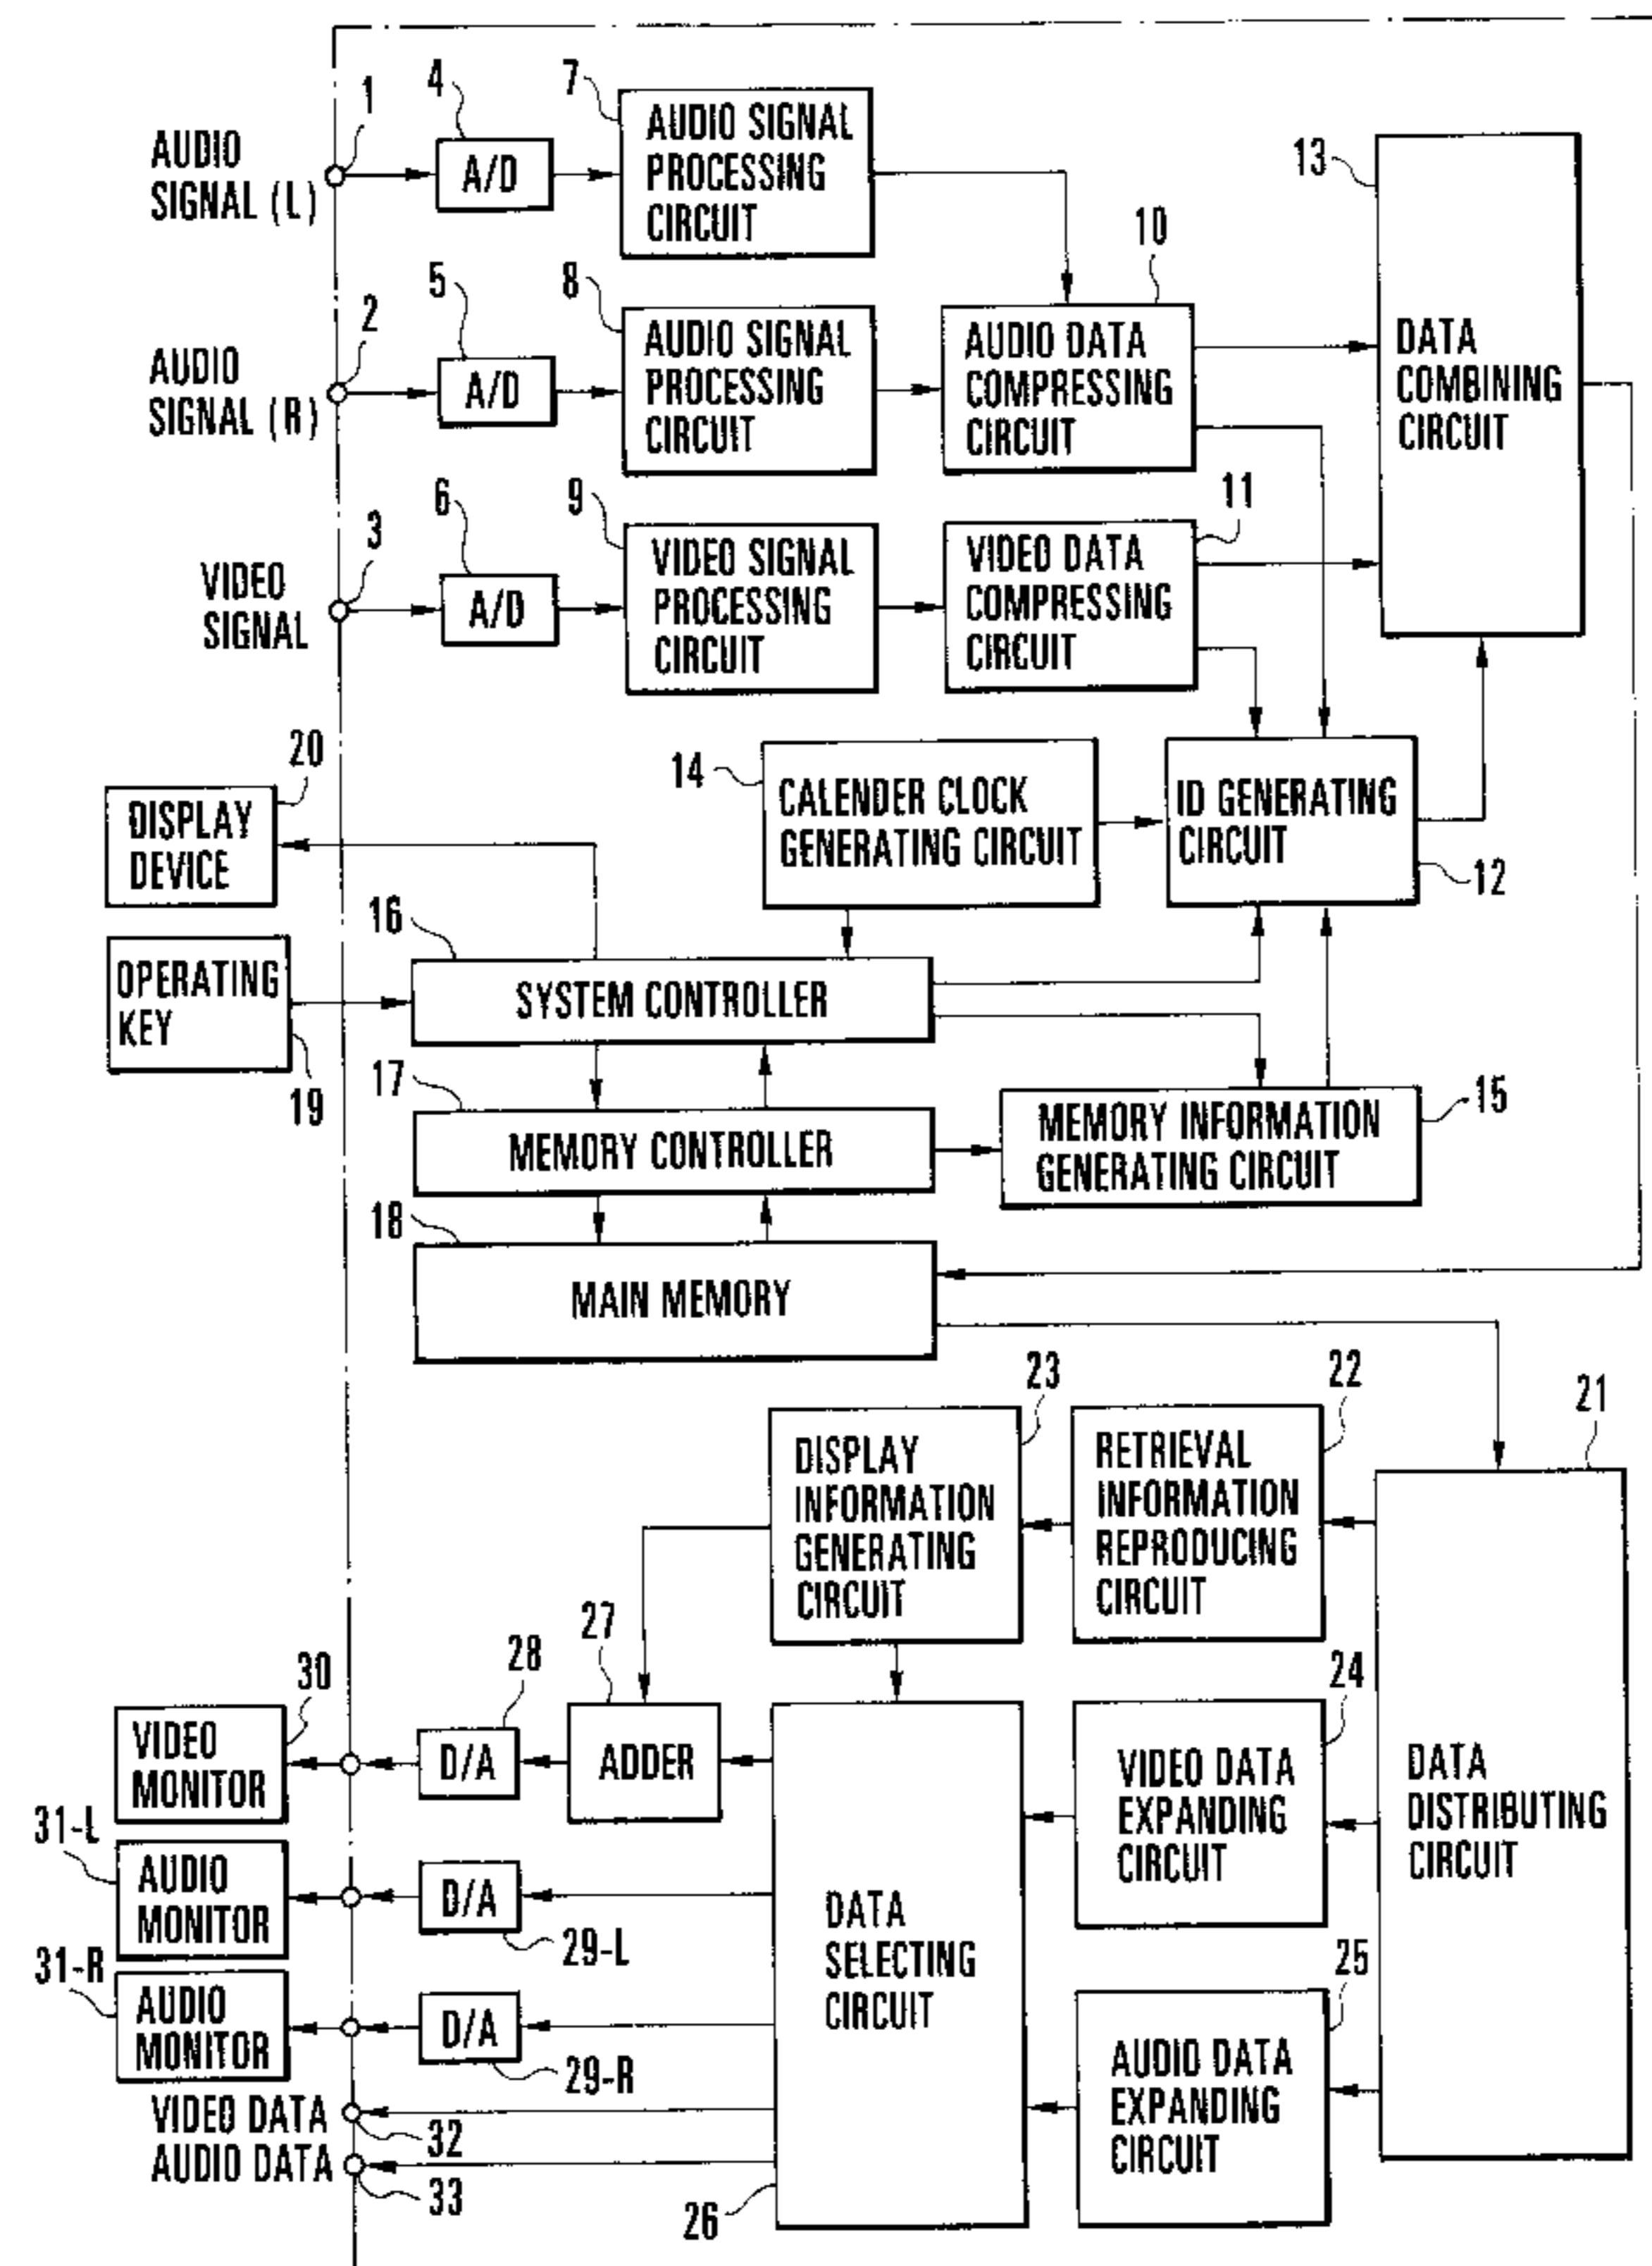 4
7
1
AUDIO
SIGNAL (L)
A/D
AUDIO SIGNAL
PROCESSING
CIRCUIT
13
10
5
8
2
AUDIO
SIGNAL (R)
A/D
AUDIO SIGNAL
PROCESSING
CIRCUIT
AUDIO DATA
COMPRESSING
CIRCUIT
DATA
COMBINING
CIRCUIT
6
9
11
3
VIDEO
SIGNAL
A/D
VIDEO SIGNAL
PROCESSING
CIRCUIT
VIDEO DATA
COMPRESSING
CIRCUIT
20
14
DISPLAY
DEVICE
CALENDER CLOCK
GENERATING CIRCUIT
ID GENERATING
CIRCUIT
12
16
OPERATING
KEY
19
SYSTEM CONTROLLER
17
15
MEMORY CONTROLLER
MEMORY INFORMATION
GENERATING CIRCUIT
18
MAIN MEMORY
23
22
21
DISPLAY
INFORMATION
GENERATING
CIRCUIT
RETRIEVAL
INFORMATION
REPRODUCING
CIRCUIT
27
28
30
24
VIDEO
MONITOR
D/A
ADDER
VIDEO DATA
EXPANDING
CIRCUIT
DATA
DISTRIBUTING
CIRCUIT
31-L
AUDIO
MONITOR
D/A
29-L
DATA
SELECTING
CIRCUIT
25
31-R
AUDIO
MONITOR
D/A
29-R
AUDIO DATA
EXPANDING
CIRCUIT
VIDEO DATA
32
AUDIO DATA
33
26